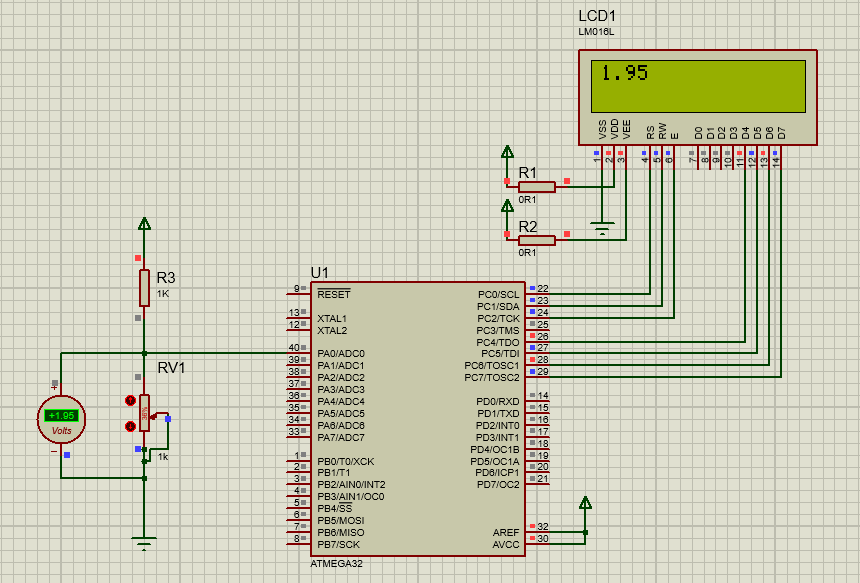 LCD1
LM016L
1.95
VSS
VDD
VEE
RS
RW
E
D0
D1
D2
D3
D4
D5
D6
D7
1
2
3
4
5
6
7
8
9
10
11
12
13
14
R1
0R1
R2
0R1
R3
1K
RV1
1k
+
+1.95
Volts
−
U1
9 RESET
13 XTAL1
12 XTAL2
40 PA0/ADC0
39 PA1/ADC1
38 PA2/ADC2
37 PA3/ADC3
36 PA4/ADC4
35 PA5/ADC5
34 PA6/ADC6
33 PA7/ADC7
1 PB0/T0/XCK
2 PB1/T1
3 PB2/AIN0/INT2
4 PB3/AIN1/OC0
5 PB4/SS
6 PB5/MOSI
7 PB6/MISO
8 PB7/SCK
PC0/SCL 22
PC1/SDA 23
PC2/TCK 24
PC3/TMS 25
PC4/TDO 26
PC5/TDI 27
PC6/TOSC1 28
PC7/TOSC2 29
PD0/RXD 14
PD1/TXD 15
PD2/INT0 16
PD3/INT1 17
PD4/OC1B 18
PD5/OC1A 19
PD6/ICP1 20
PD7/OC2 21
AREF 32
AVCC 30
ATMEGA32